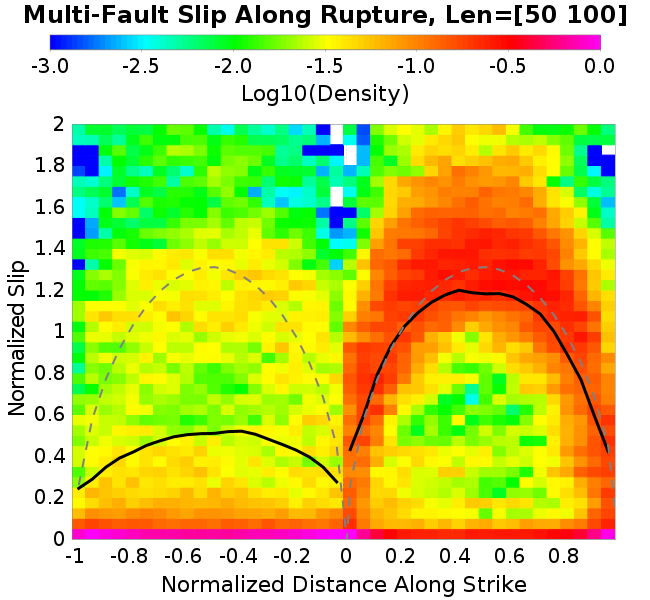 Multi-Fault Slip Along Rupture, Len=[50 100]
-3.0 -2.5 -2.0 -1.5 -1.0 -0.5 0.0
Log10(Density)
2
1.8
1.6
1.4
1.2
1
0.8
0.6
0.4
0.2
0
Normalized Slip
-1 -0.8 -0.6 -0.4 -0.2 0 0.2 0.4 0.6 0.8
Normalized Distance Along Strike